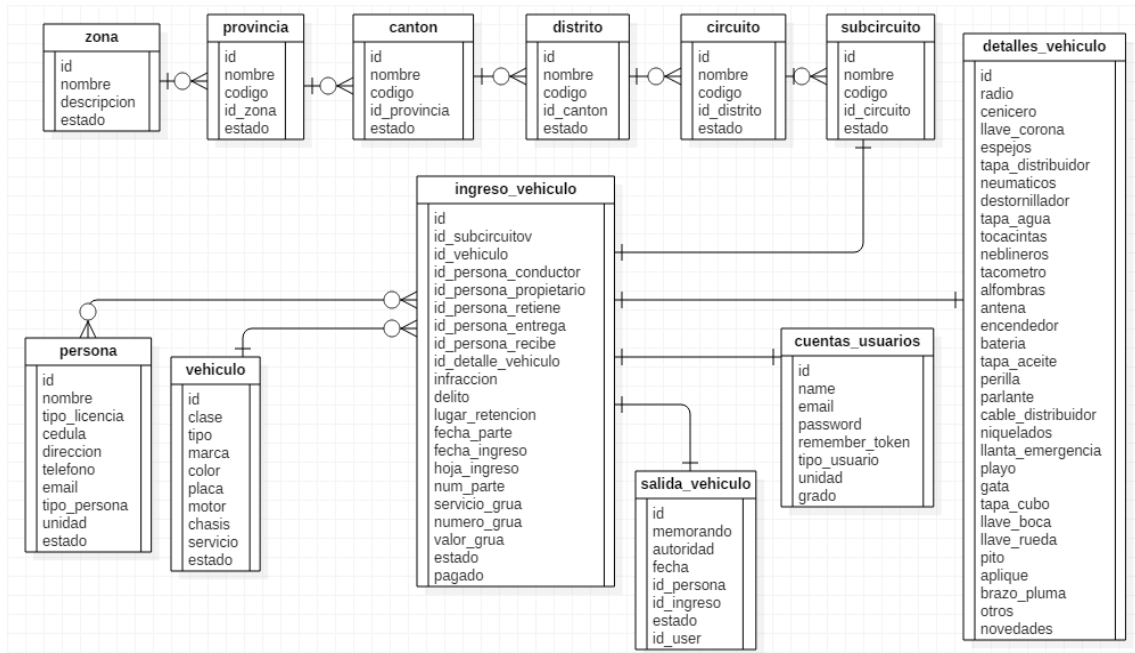 zona
id
nombre
descripcion
estado
provincia
id
nombre
codigo
id_zona
estado
canton
id
nombre
codigo
id_provincia
estado
distrito
id
nombre
codigo
id_canton
estado
circuito
id
nombre
codigo
id_distrito
estado
subcircuito
id
nombre
codigo
id_circuito
estado
detalles_vehiculo
id
radio
cenicero
llave_corona
espejos
tapa_distribuidor
neumaticos
destornillador
tapa_agua
tocacintas
neblineros
tacometro
alfombras
antena
encendedor
bateria
tapa_aceite
perilla
parlante
cable_distribuidor
niquelados
llanta_emergencia
playo
gata
tapa_cubo
llave_boca
llave_rueda
pito
aplique
brazo_pluma
otros
novedades
ingreso_vehiculo
id
id_subcircuitov
id_vehiculo
id_persona_conductor
id_persona_propietario
id_persona_retiene
id_persona_entrega
id_persona_recibe
id_detalle_vehiculo
infraccion
delito
lugar_retencion
fecha_parte
fecha_ingreso
hoja_ingreso
num_parte
servicio_grua
numero_grua
valor_grua
estado
pagado
persona
id
nombre
tipo_licencia
cedula
direccion
telefono
email
tipo_persona
unidad
estado
vehiculo
id
clase
tipo
marca
color
placa
motor
chasis
servicio
estado
cuentas_usuarios
id
name
email
password
remember_token
tipo_usuario
unidad
grado
salida_vehiculo
id
memorando
autoridad
fecha
id_persona
id_ingreso
estado
id_user